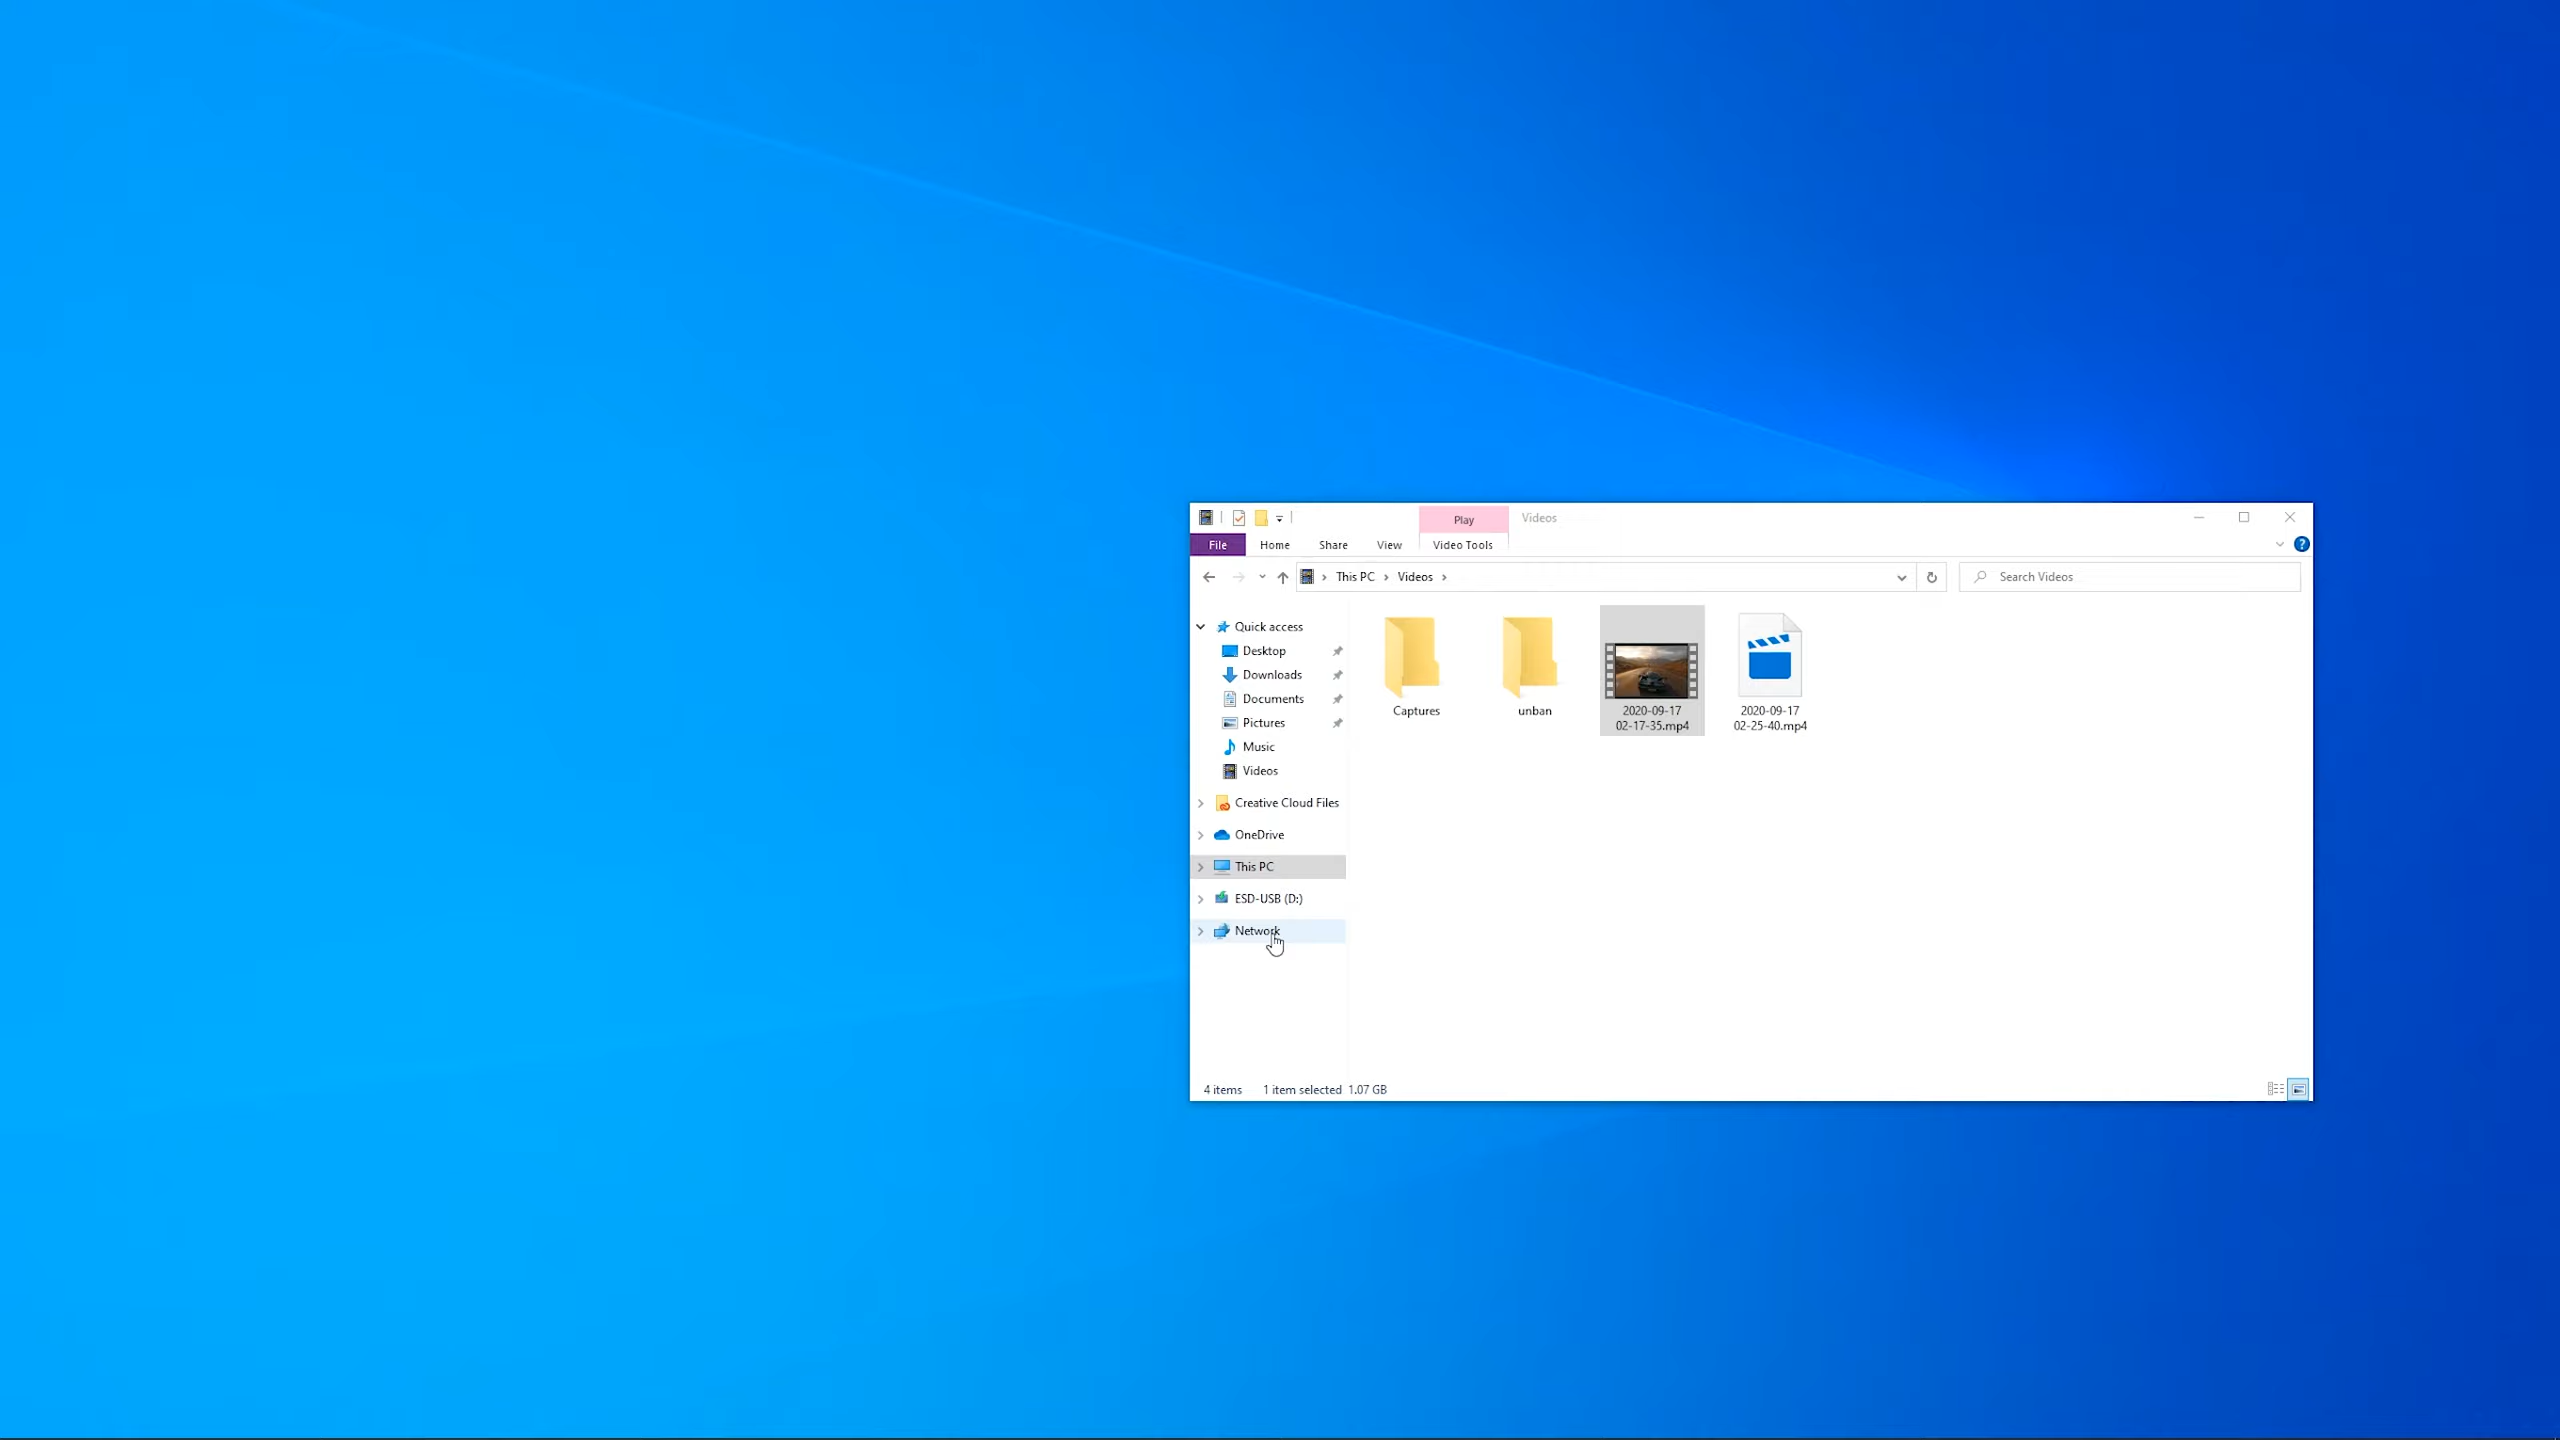 Play
Videos
File
Home
Share
View
Video Tools
?
This PC
Videos
Search Videos
Quick access
Desktop
Downloads
Documents
Pictures
Music
Videos
Creative Cloud Files
OneDrive
This PC
ESD-USB (D:)
Network
Captures
unban
2020-09-17
02-17-35.mp4
2020-09-17
02-25-40.mp4
4 items
1 item selected 1.07 GB